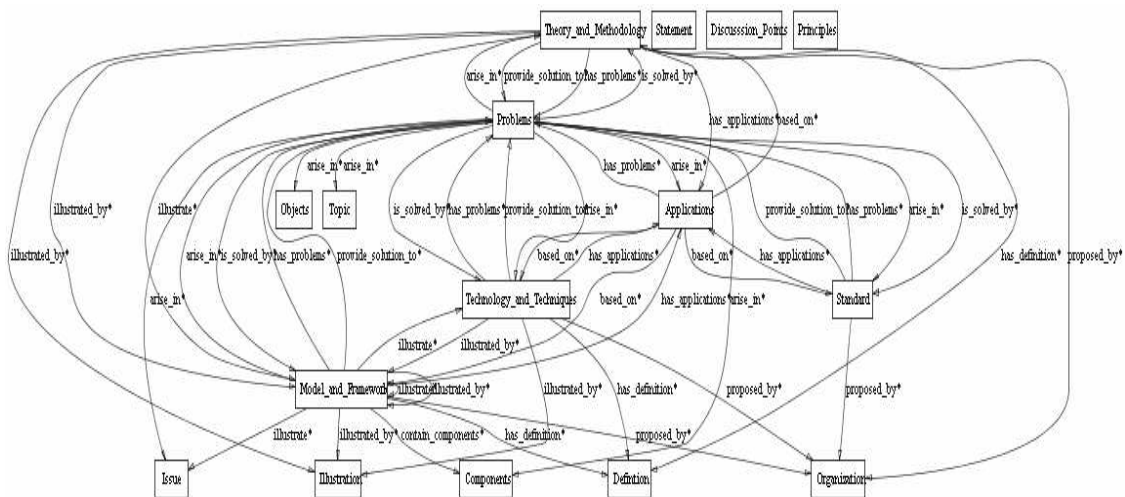 Theory_and_Methodology Statement Discusssion_Points Principles
arise_in* provide_solution_to* has_problems* is_solved_by*
Problems has_applications* based_on*
arise_in* arise_in* has_problems* arise_in*
Objects Topic Applications
illustrated_by* illustrate* is_solved_by* has_problems* provide_solution_to* arise_in* provide_solution_to* has_problems* arise_in* is_solved_by*
illustrated_by* arise_in* is_solved_by* has_problems* provide_solution_to* based_on* has_applications* based_on* has_applications* has_definition* proposed_by*
Technology_and_Techniques Standard
arise_in* based_on* has_applications* arise_in*
illustrate* illustrated_by*
Model_and_Framework illustrate* illustrated_by* illustrated_by* has_definition* proposed_by* proposed_by*
illustrate* illustrated_by* contain_components* has_definition* proposed_by*
Issue Illustration Components Defintion Organization